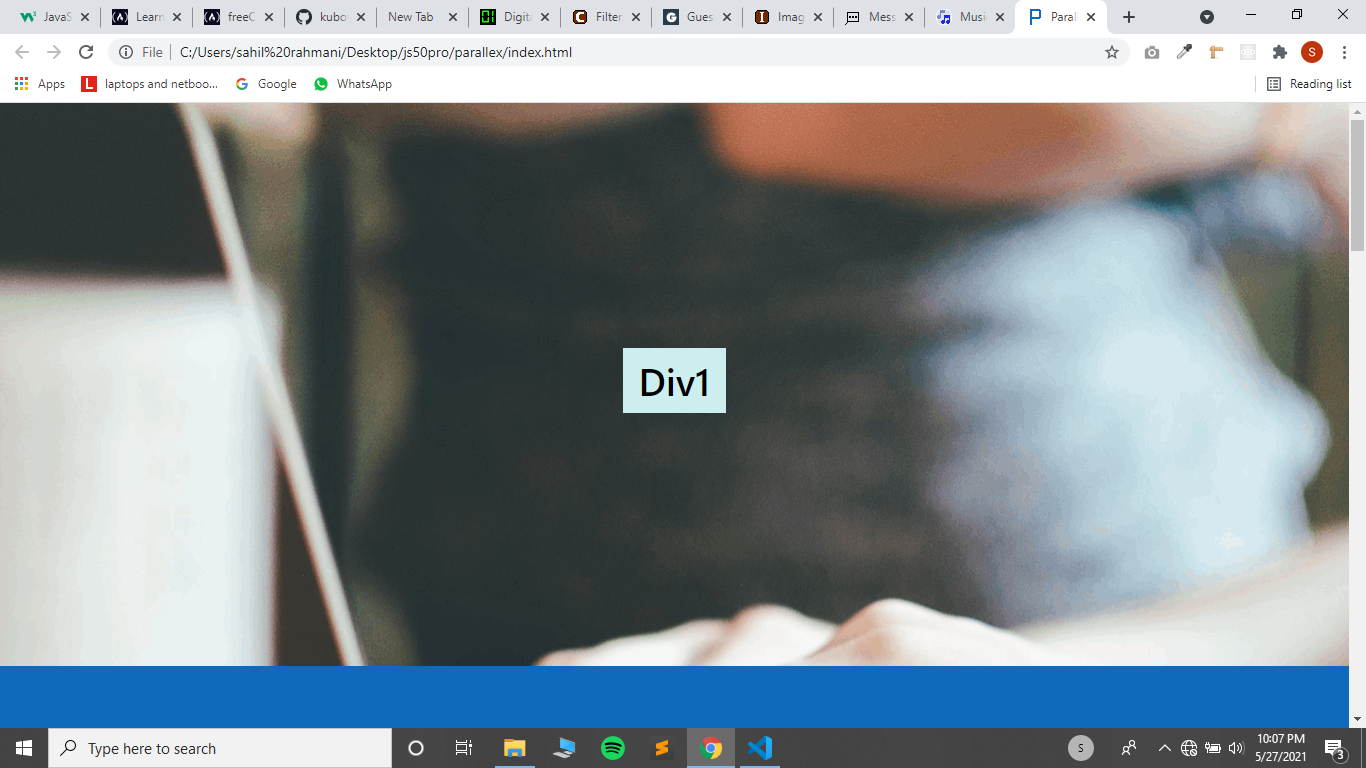 JavaS Learn freeC kubo New Tab Digita Filter Gues Imag Mess Music Paral
File C:/Users/sahil%20rahmani/Desktop/js50pro/parallex/index.html S
Apps L laptops and netboo... Google WhatsApp Reading list
Div1
Type here to search S 10:07 PM
5/27/2021 3